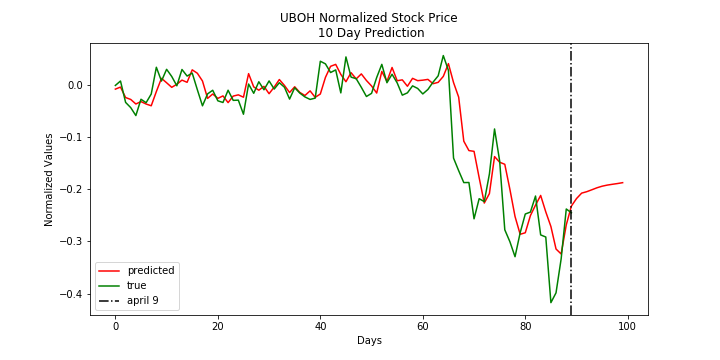 UBOH Normalized Stock Price
10 Day Prediction
Normalized Values
0.0
−0.1
−0.2
−0.3
−0.4
predicted
true
april 9
0
20
40
60
80
100
Days